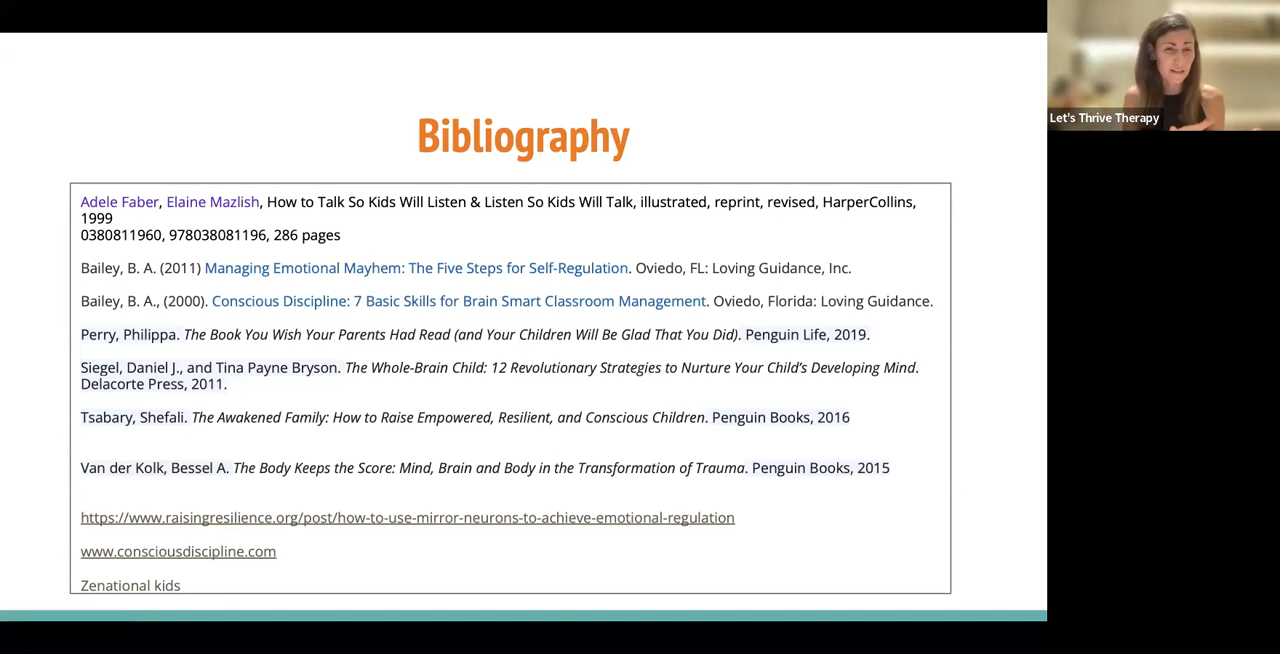 Bibliography
Let's Thrive Therapy
Adele Faber, Elaine Mazlish, How to Talk So Kids Will Listen & Listen So Kids Will Talk, illustrated, reprint, revised, HarperCollins,
1999
0380811960, 978038081196, 286 pages
Bailey, B. A. (2011) Managing Emotional Mayhem: The Five Steps for Self-Regulation. Oviedo, FL: Loving Guidance, Inc.
Bailey, B. A., (2000). Conscious Discipline: 7 Basic Skills for Brain Smart Classroom Management. Oviedo, Florida: Loving Guidance.
Perry, Philippa. The Book You Wish Your Parents Had Read (and Your Children Will Be Glad That You Did). Penguin Life, 2019.
Siegel, Daniel J., and Tina Payne Bryson. The Whole-Brain Child: 12 Revolutionary Strategies to Nurture Your Child's Developing Mind.
Delacorte Press, 2011.
Tsabary, Shefali. The Awakened Family: How to Raise Empowered, Resilient, and Conscious Children. Penguin Books, 2016
Van der Kolk, Bessel A. The Body Keeps the Score: Mind, Brain and Body in the Transformation of Trauma. Penguin Books, 2015
https://www.raisingresilience.org/post/how-to-use-mirror-neurons-to-achieve-emotional-regulation
www.consciousdiscipline.com
Zenational kids